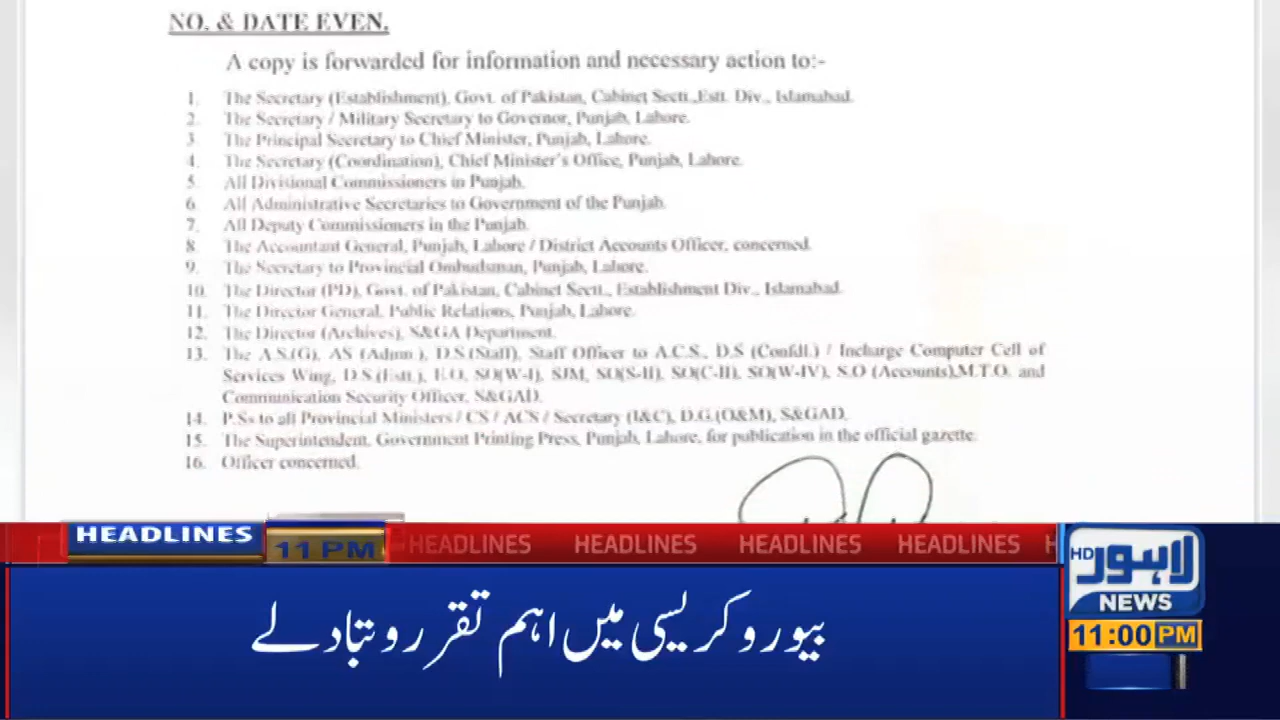 NO. & DATE EVEN.
A copy is forwarded for information and necessary action to:-
1. The Secretary (Establishment), Govt. of Pakistan, Cabinet Sectt.,Estt. Div., Islamabad.
2. The Secretary / Military Secretary to Governor, Punjab, Lahore.
3. The Principal Secretary to Chief Minister, Punjab, Lahore.
4. The Secretary (Coordination), Chief Minister's Office, Punjab, Lahore.
5. All Divisional Commissioners in Punjab.
6. All Administrative Secretaries to Government of the Punjab.
7. All Deputy Commissioners in the Punjab.
8. The Accountant General, Punjab, Lahore / District Accounts Officer, concerned.
9. The Secretary to Provincial Ombudsman, Punjab, Lahore.
10. The Director (PD), Govt. of Pakistan, Cabinet Sectt., Establishment Div., Islamabad.
11. The Director General, Public Relations, Punjab, Lahore.
12. The Director (Archives), S&GA Department.
13. The A.S.(G), AS (Admn.), D.S (Staff), Staff Officer to A.C.S., D.S (Confdl.) / Incharge Computer Cell of
Services Wing, D.S (Estt.), E.O, SO(W-I), SJM, SO(S-II), SO(C-II), SO(W-IV), S.O (Accounts),M.T.O. and
Communication Security Officer, S&GAD.
14. P.Ss to all Provincial Ministers / CS / ACS / Secretary (I&C), D.G.(O&M), S&GAD.
15. The Superintendent, Government Printing Press, Punjab, Lahore, for publication in the official gazette.
16. Officer concerned.
HEADLINES 11 PM HEADLINES HEADLINES HEADLINES HEADLINES H
بیوروکریسی میں اہم تقرر و تبادلے
HD لاہور
NEWS
11:00 PM